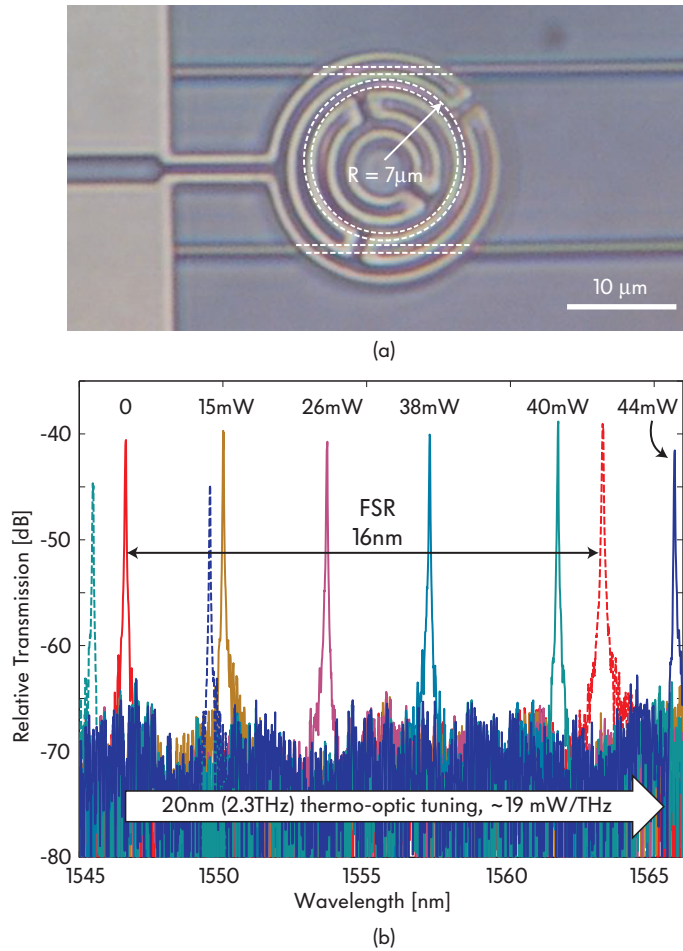 R = 7µm
10 µm
(a)
0 15mW 26mW 38mW 40mW 44mW
-40
-50
-60
-70
-80
Relative Transmission [dB]
FSR
16nm
20nm (2.3THz) thermo-optic tuning, ~19 mW/THz
1545 1550 1555 1560 1565
Wavelength [nm]
(b)